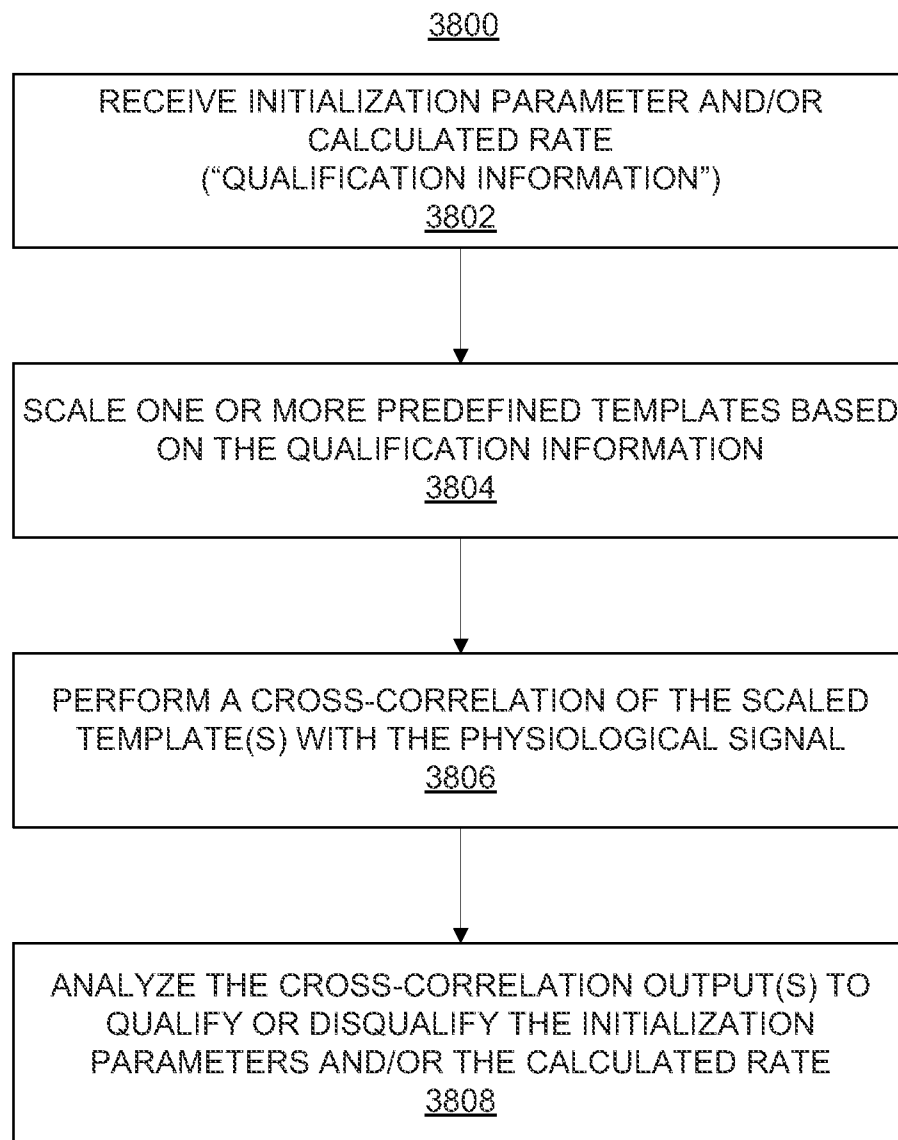 3800
RECEIVE INITIALIZATION PARAMETER AND/OR
CALCULATED RATE
(“QUALIFICATION INFORMATION”)
3802
SCALE ONE OR MORE PREDEFINED TEMPLATES BASED
ON THE QUALIFICATION INFORMATION
3804
PERFORM A CROSS-CORRELATION OF THE SCALED
TEMPLATE(S) WITH THE PHYSIOLOGICAL SIGNAL
3806
ANALYZE THE CROSS-CORRELATION OUTPUT(S) TO
QUALIFY OR DISQUALIFY THE INITIALIZATION
PARAMETERS AND/OR THE CALCULATED RATE
3808